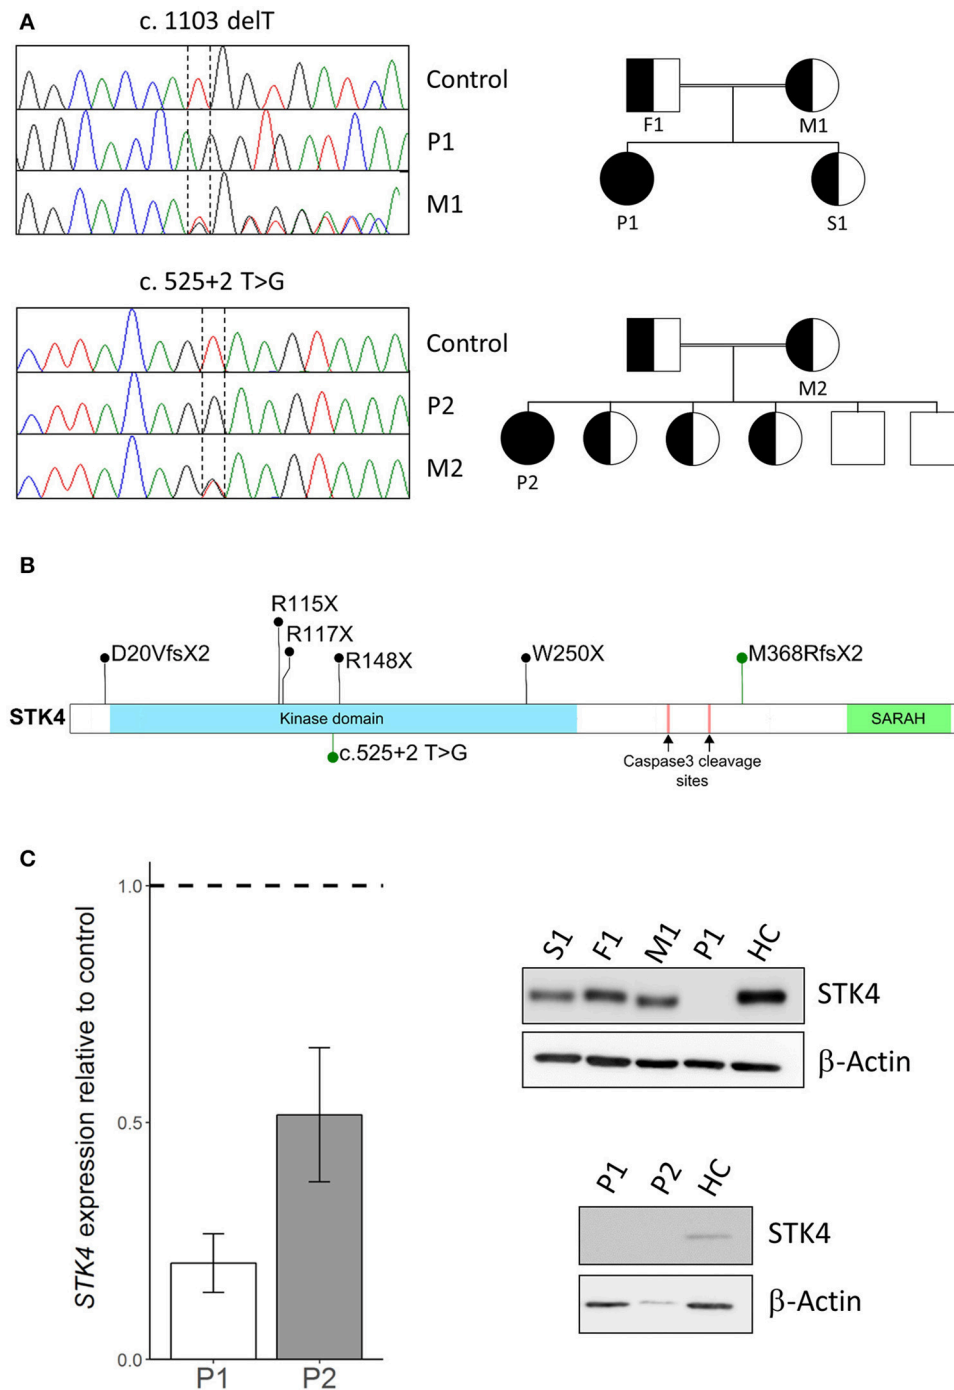 A
c. 1103 delT
Control
P1
M1
F1
M1
P1
S1
c. 525+2 T>G
Control
P2
M2
M2
P2
B
R115X
R117X
D20VfsX2
R148X
W250X
M368RfsX2
STK4
Kinase domain
SARAH
c.525+2 T>G
Caspase3 cleavage
sites
C
STK4 expression relative to control
1.0
0.5
0.0
P1
P2
S1
F1
M1
P1
HC
STK4
β-Actin
P1
P2
HC
STK4
β-Actin